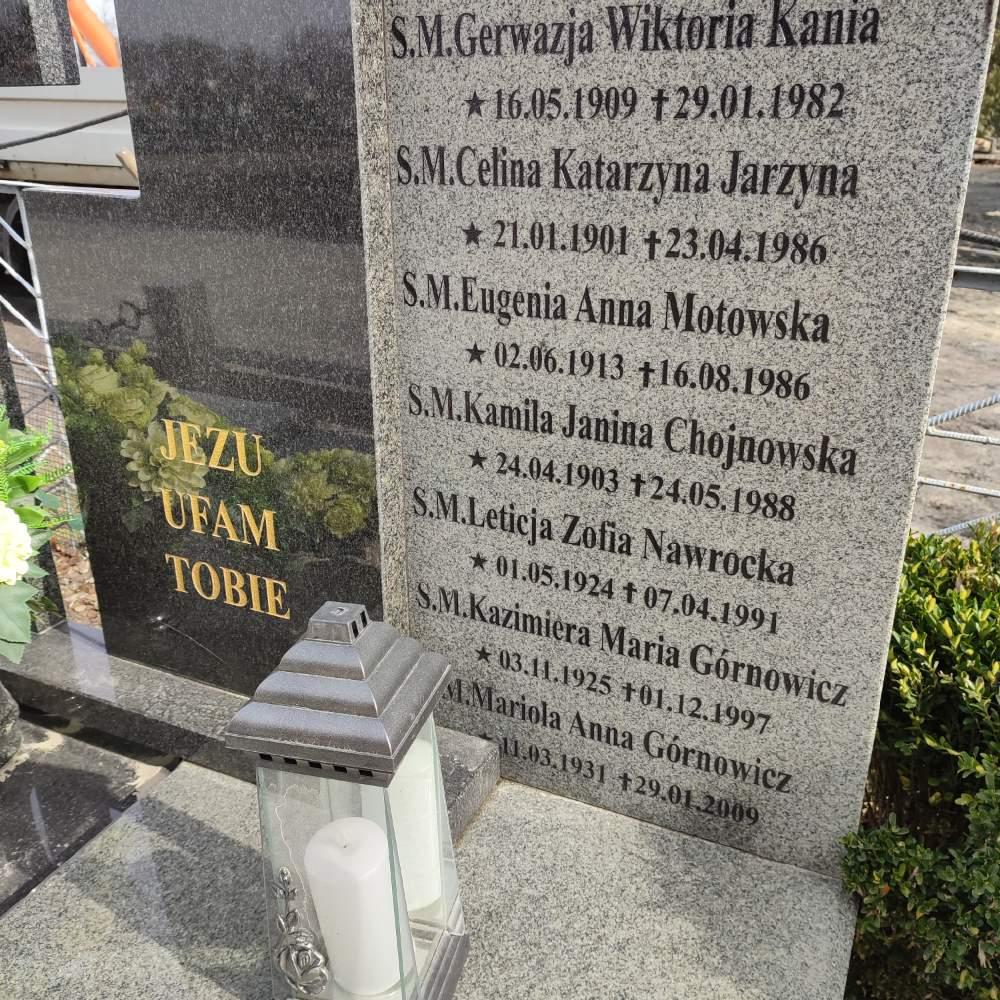 S.M.Gerwazja Wiktoria Kania
★ 16.05.1909 ✝29.01.1982
S.M.Celina Katarzyna Jarzyna
★ 21.01.1901 ✝23.04.1986
S.M.Eugenia Anna Motowska
★ 02.06.1913 ✝16.08.1986
S.M.Kamila Janina Chojnowska
★ 24.04.1903 ✝24.05.1988
S.M.Leticja Zofia Nawrocka
★ 01.05.1924 ✝07.04.1991
S.M.Kazimiera Maria Górnowicz
★ 03.11.1925 ✝01.12.1997
M.Mariola Anna Górnowicz
★ 11.03.1931 ✝29.01.2009
JEZU
UFAM
TOBIE